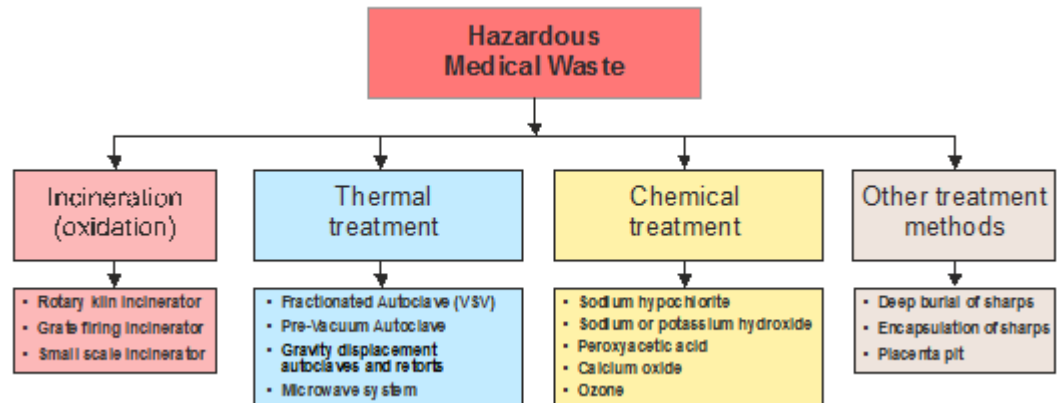 Hazardous
Medical Waste
Incineration
(oxidation)
Thermal
treatment
Chemical
treatment
Other treatment
methods
• Rotary kiln incinerator
• Grate firing incinerator
• Small scale incinerator
• Fractionated Autoclave (VSV)
• Pre-Vacuum Autoclave
• Gravity displacement
autoclaves and retorts
• Microwave system
• Sodium hypochlorite
• Sodium or potassium hydroxide
• Peroxyacetic acid
• Calcium oxide
• Ozone
• Deep burial of sharps
• Encapsulation of sharps
• Placenta pit